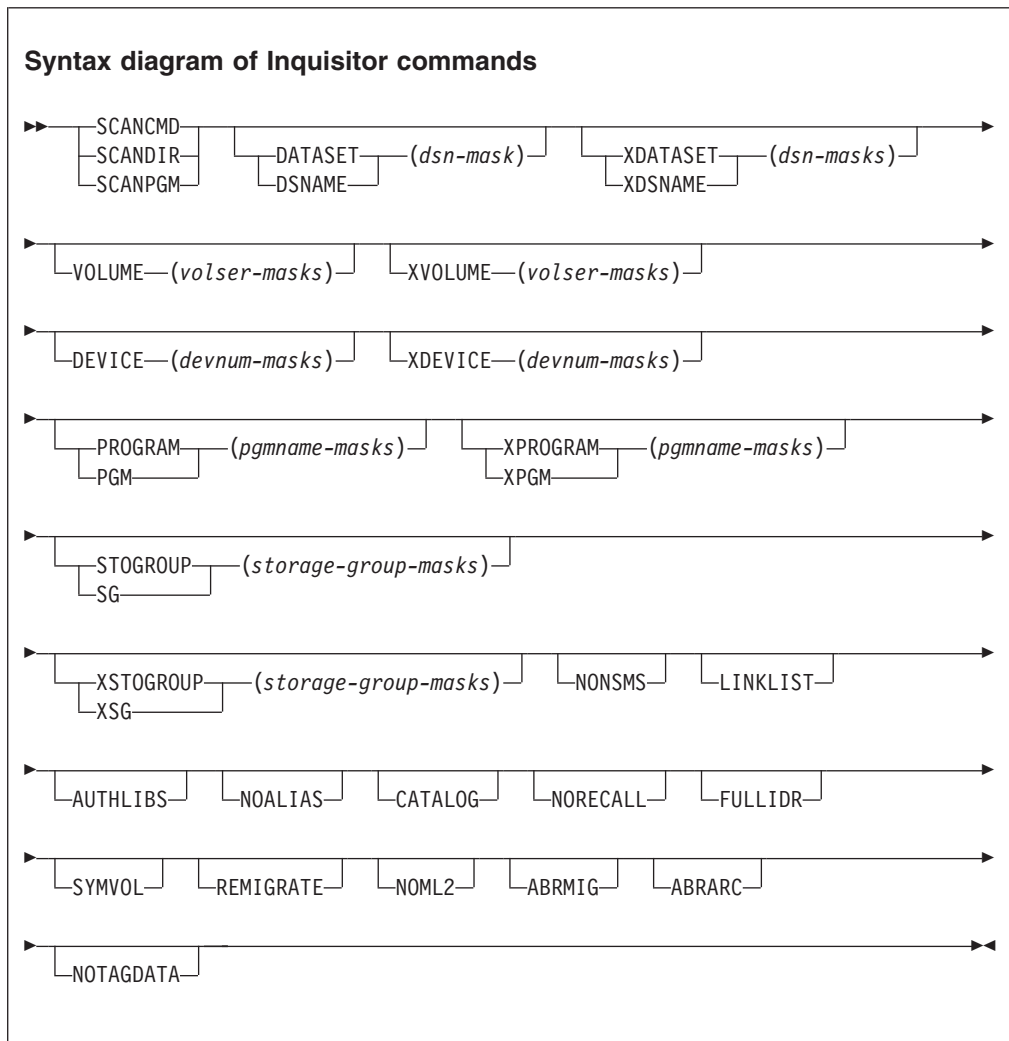 Syntax diagram of Inquisitor commands
SCANCMD
SCANDIR DATASET (dsn-mask) XDATASET (dsn-masks)
SCANPGM DSNAME XDSNAME
VOLUME (volser-masks) XVOLUME (volser-masks)
DEVICE (devnum-masks) XDEVICE (devnum-masks)
PROGRAM (pgmname-masks) XPROGRAM (pgmname-masks)
PGM XPGM
STOGROUP (storage-group-masks)
SG
XSTOGROUP (storage-group-masks) NONSMS LINKLIST
XSG
AUTHLIBS NOALIAS CATALOG NORECALL FULLIDR
SYMVOL REMIGRATE NOML2 ABRMIG ABRARC
NOTAGDATA